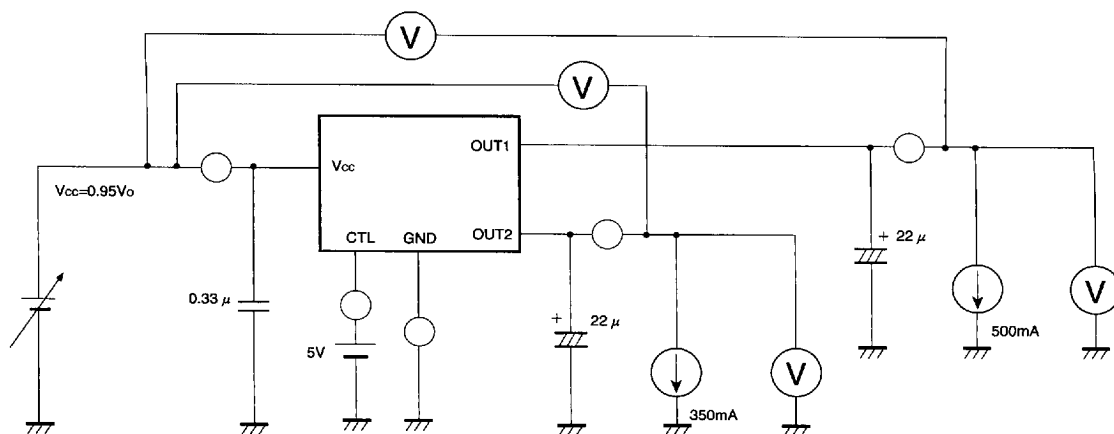 V
V
OUT1
Vcc
Vcc=0.95Vo
CTL
GND
OUT2
+
22 μ
0.33 μ
V
+
22 μ
5V
500mA
V
350mA